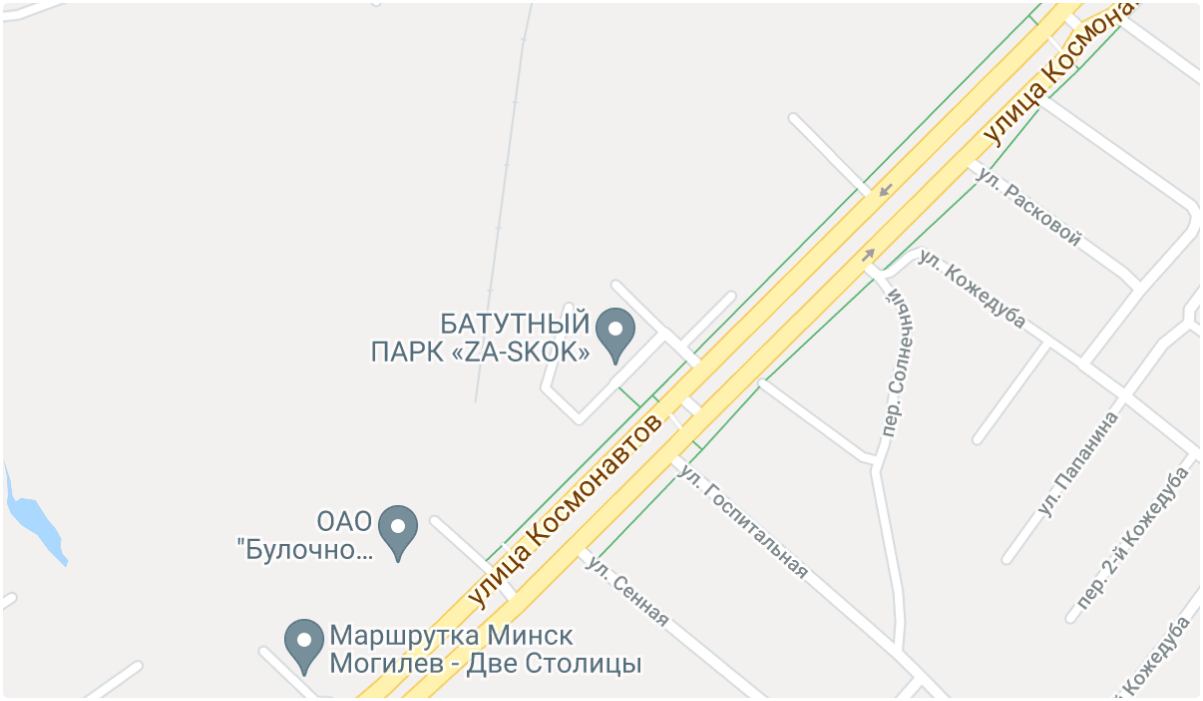 улица Космона
ул. Расковой
ул. Кожедуба
пер. Солнечный
БАТУТНЫЙ
ПАРК «ZA-SKOK»
улица Космонавтов
ул. Папанина
ул. Госпитальная
пер. 2-й Кожедуба
ОАО
"Булочно...
ул. Сенная
Маршрутка Минск
Могилев - Две Столицы
й Кожедуба